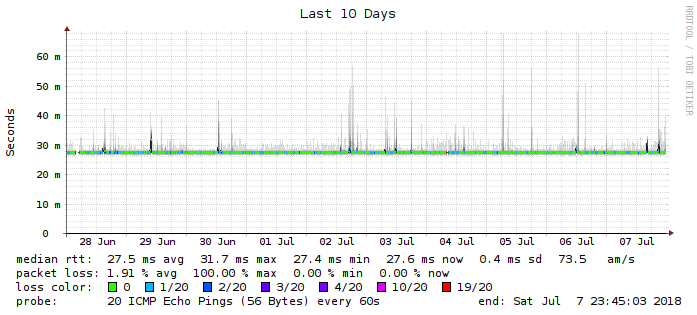 Last 10 Days
RRDTOOL / TOBI OETIKER
Seconds
60 m
50 m
40 m
30 m
20 m
10 m
0
28 Jun 29 Jun 30 Jun 01 Jul 02 Jul 03 Jul 04 Jul 05 Jul 06 Jul 07 Jul
median rtt: 27.5 ms avg 31.7 ms max 27.4 ms min 27.6 ms now 0.4 ms sd 73.5 am/s
packet loss: 1.91 % avg 100.00 % max 0.00 % min 0.00 % now
loss color: 0 1/20 2/20 3/20 4/20 10/20 19/20
probe: 20 ICMP Echo Pings (56 Bytes) every 60s end: Sat Jul 7 23:45:03 2018